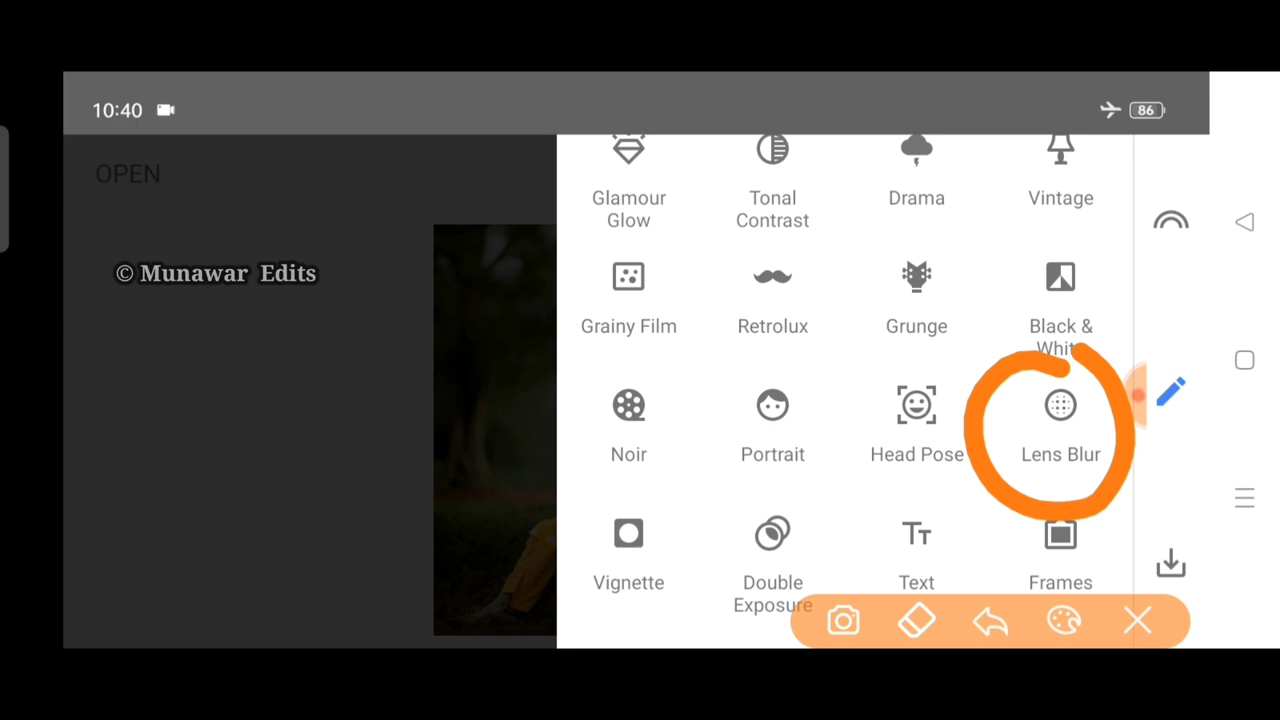 10:40
86
OPEN
© Munawar Edits
Glamour
Glow
Tonal
Contrast
Drama
Vintage
Grainy Film
Retrolux
Grunge
Black &
White
Noir
Portrait
Head Pose
Lens Blur
Vignette
Double
Exposure
Text
Frames